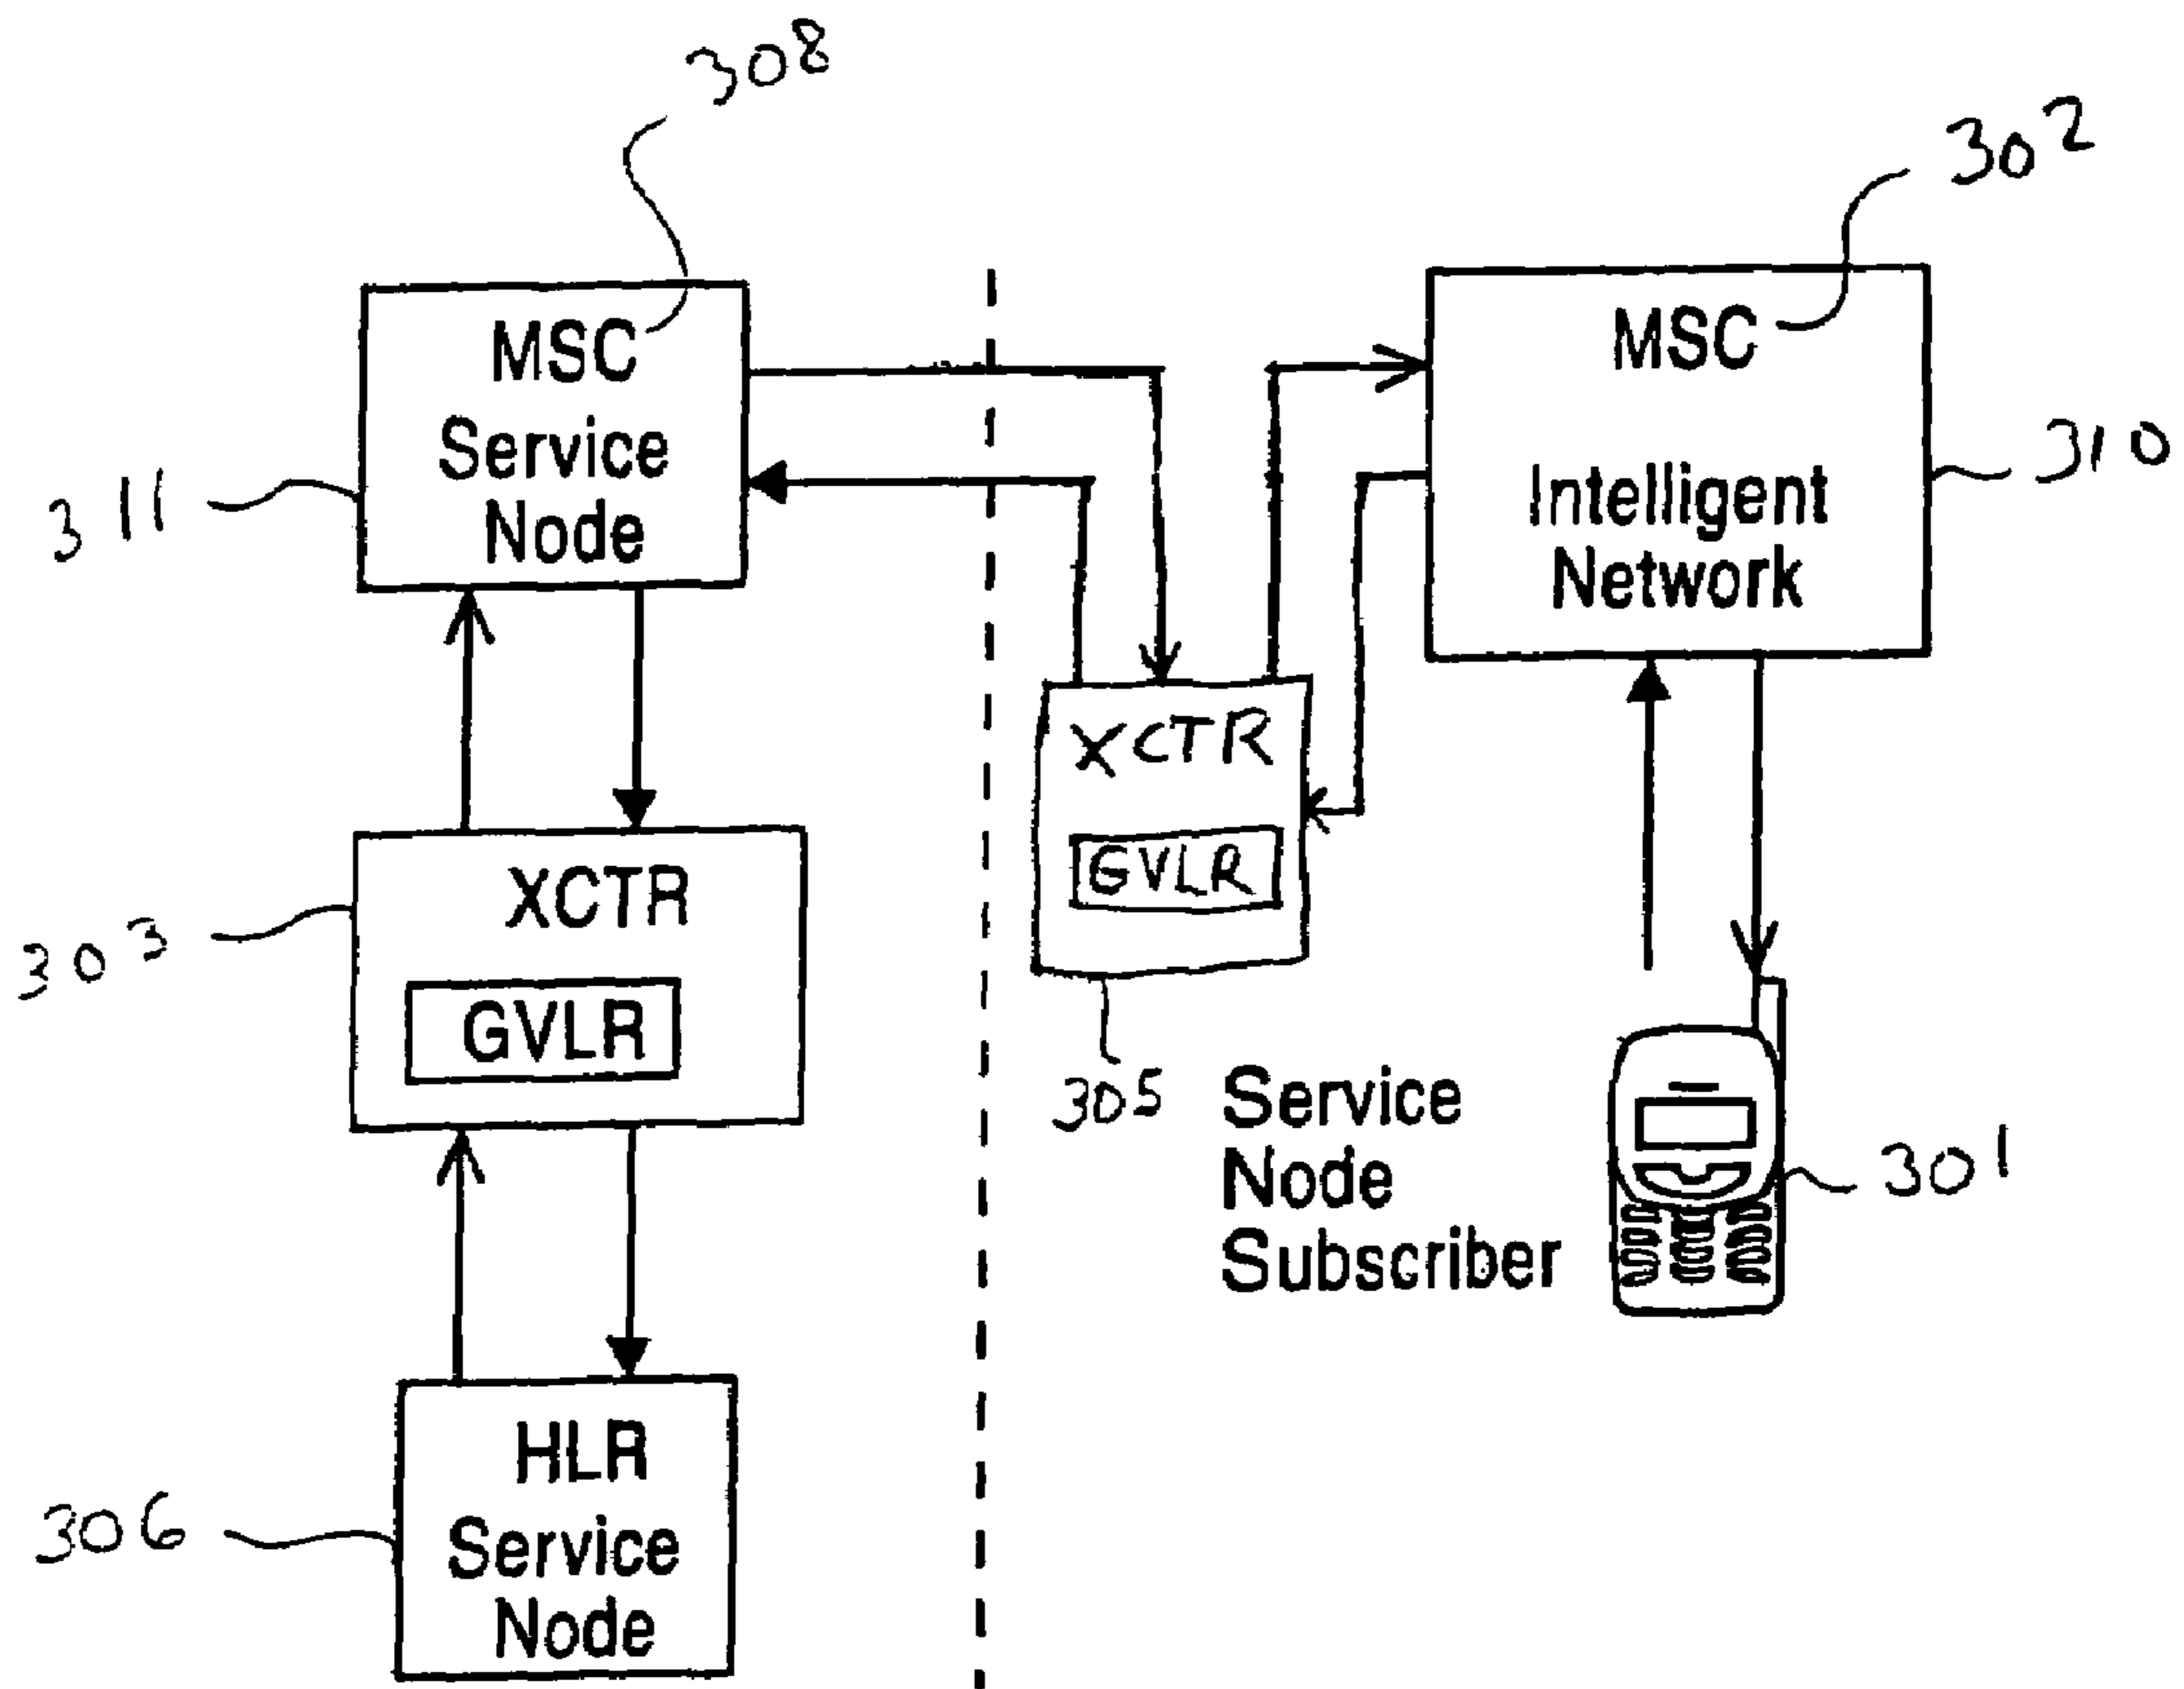 308
302
MSC
Service
Node
311
MSC
Intelligent
Network
310
XCTR
GVLR
305
XCTR
GVLR
303
Service
Node
Subscriber
301
HLR
Service
Node
306